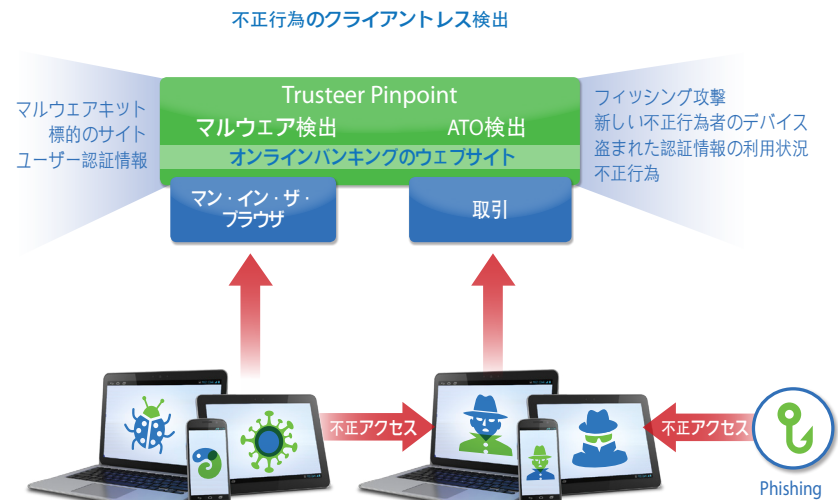 不正行為のクライアントレス検出
Trusteer Pinpoint
マルウエア検出
ATO検出
オンラインバンキングのウェブサイト
マルウェアキット
標的のサイト
ユーザー認証情報
フィッシング攻撃
新しい不正行為者のデバイス
盗まれた認証情報の利用状況
不正行為
マン・イン・ザ・
ブラウザ
取引
不正アクセス
不正アクセス
Phishing